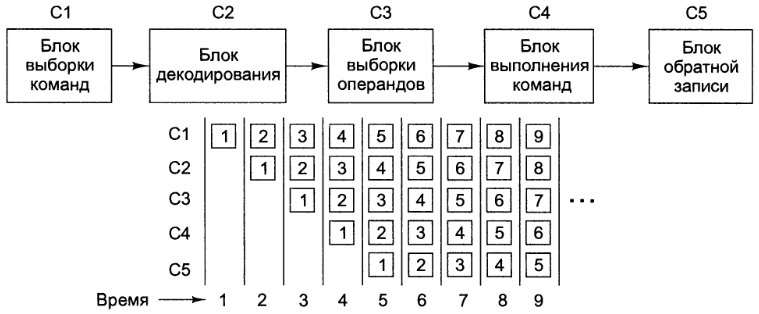 C1 C2 C3 C4 C5
Блок выборки команд
Блок декодирования
Блок выборки операндов
Блок выполнения команд
Блок обратной записи
C1 1 2 3 4 5 6 7 8 9
C2 1 2 3 4 5 6 7 8
C3 1 2 3 4 5 6 7 ...
C4 1 2 3 4 5 6
C5 1 2 3 4 5
Время 1 2 3 4 5 6 7 8 9